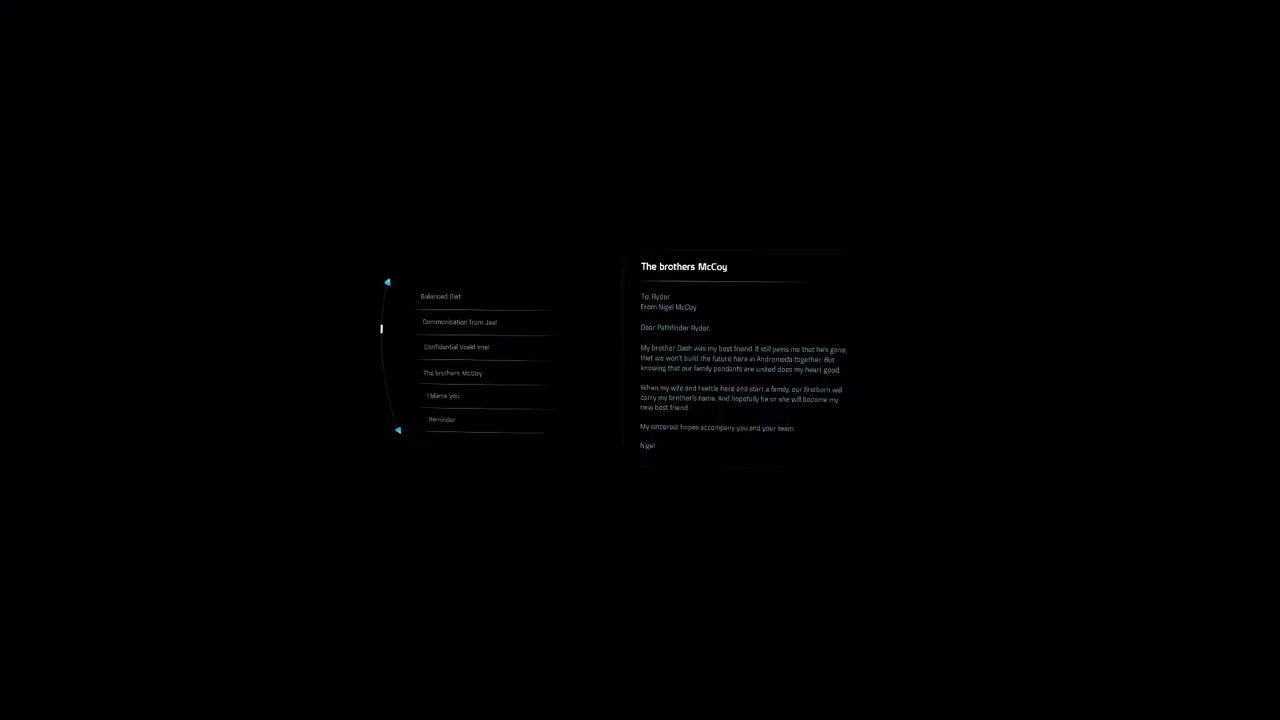 Balanced Diet
Communication from Jaal
Confidential Vowld Intel
The brothers McCoy
I blame you
Reminder
The brothers McCoy
To: Ryder
From Nigel McCoy
Dear Pathfinder Ryder,
My brother Dash was my best friend. It still pains me that he's gone,
that we won't build the future here in Andromeda together. But
knowing that our family pendants are united does my heart good.
When my wife and I settle here and start a family, our firstborn will
carry my brother's name. And hopefully he or she will become my
new best friend.
My sincerest hopes accompany you and your team.
Nigel